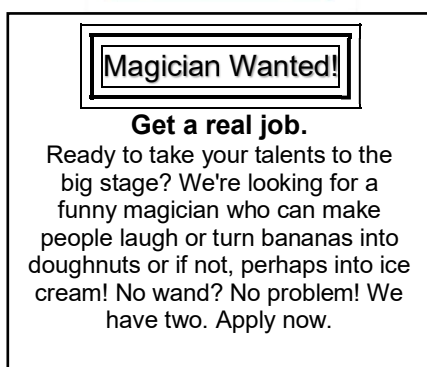 Magician Wanted!
Get a real job.
Ready to take your talents to the
big stage? We're looking for a
funny magician who can make
people laugh or turn bananas into
doughnuts or if not, perhaps into ice
cream! No wand? No problem! We
have two. Apply now.